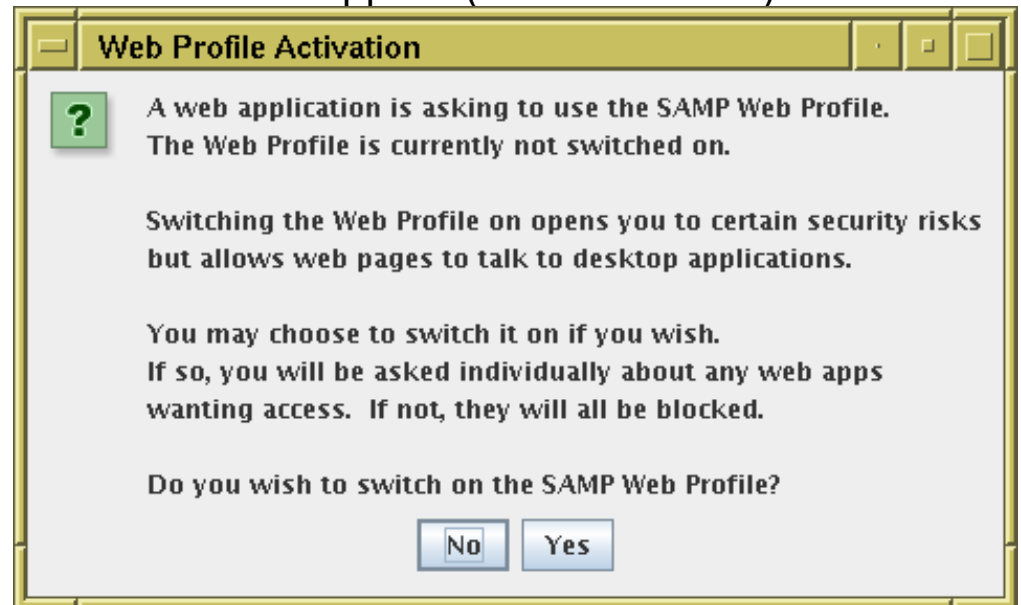 Web Profile Activation
?
A web application is asking to use the SAMP Web Profile.
The Web Profile is currently not switched on.
Switching the Web Profile on opens you to certain security risks
but allows web pages to talk to desktop applications.
You may choose to switch it on if you wish.
If so, you will be asked individually about any web apps
wanting access. If not, they will all be blocked.
Do you wish to switch on the SAMP Web Profile?
No Yes